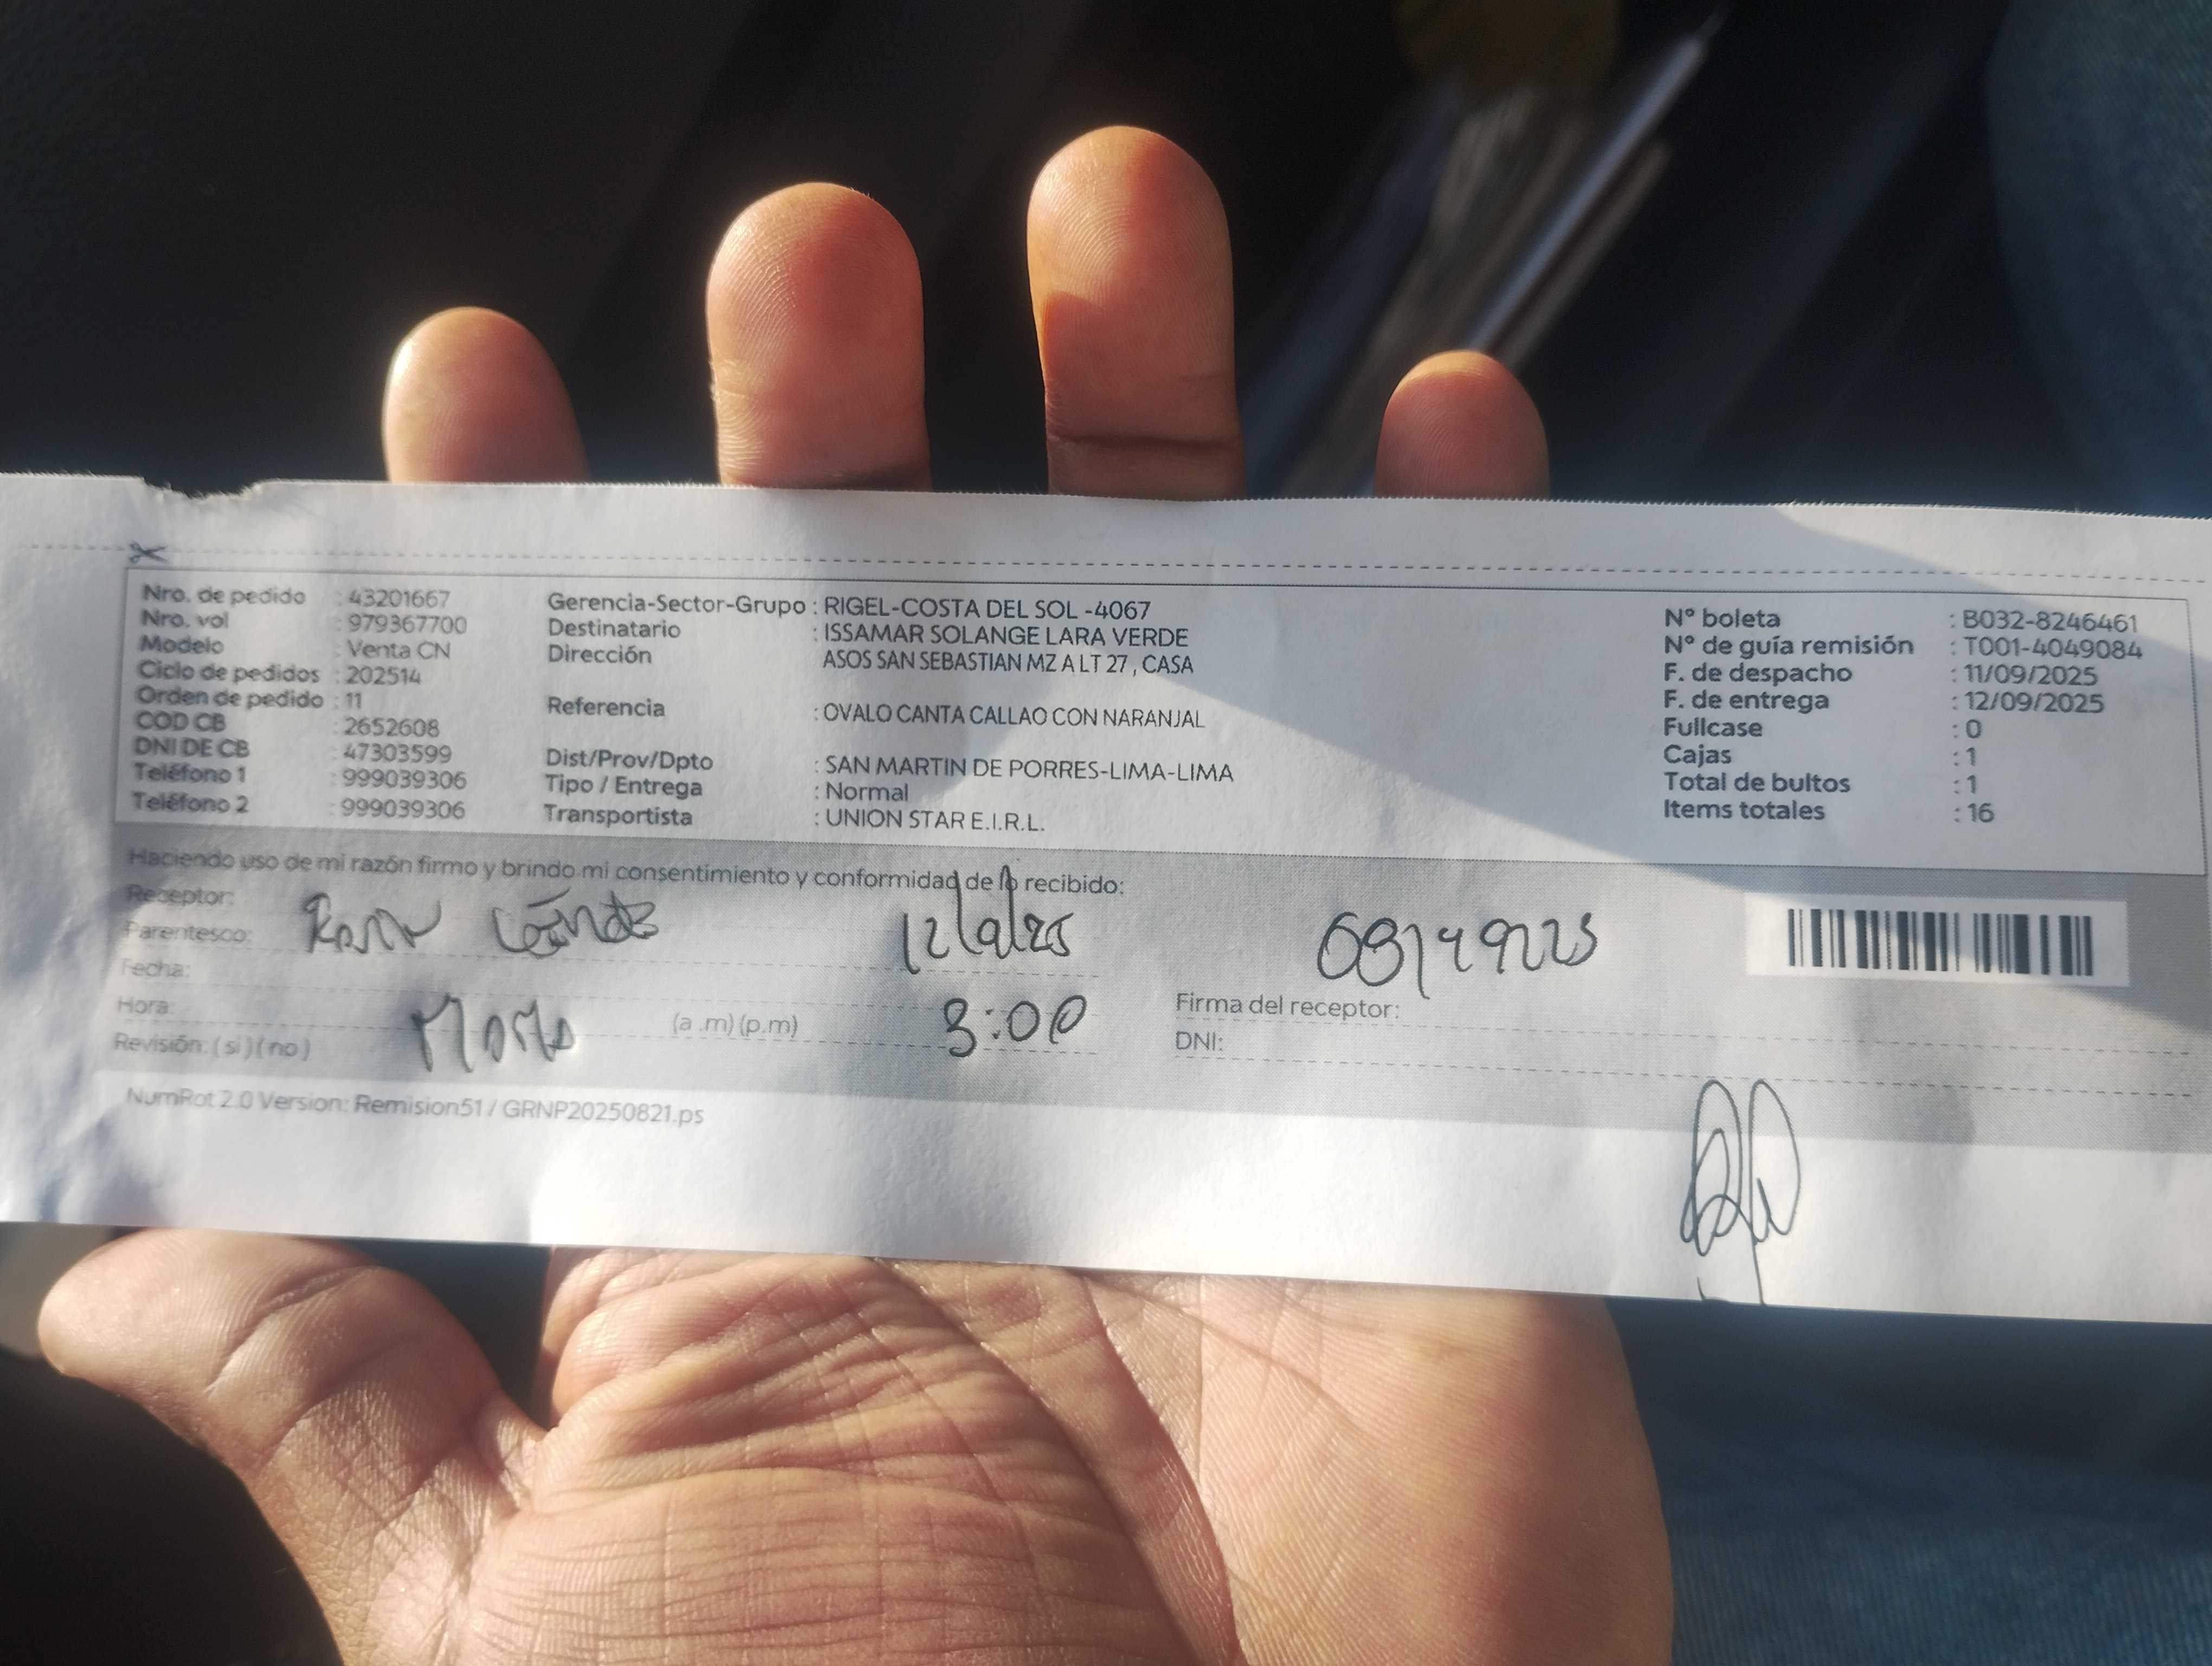 Nro. de pedido : 43201667
Nro. vol : 979367700
Modelo : Venta CN
Ciclo de pedidos : 202514
Orden de pedido : 11
COD CB : 2652608
DNI DE CB : 47303599
Teléfono 1 : 999039306
Teléfono 2 : 999039306
Gerencia-Sector-Grupo : RIGEL-COSTA DEL SOL -4067
Destinatario : ISSAMAR SOLANGE LARA VERDE
Dirección ASOS SAN SEBASTIAN MZ A LT 27 , CASA
Referencia : OVALO CANTA CALLAO CON NARANJAL
Dist/Prov/Dpto : SAN MARTIN DE PORRES-LIMA-LIMA
Tipo / Entrega : Normal
Transportista : UNION STAR E.I.R.L.
N° boleta : B032-8246461
N° de guía remisión : T001-4049084
F. de despacho : 11/09/2025
F. de entrega : 12/09/2025
Fullcase : 0
Cajas : 1
Total de bultos : 1
Items totales : 16
Haciendo uso de mi razón firmo y brindo mi consentimiento y conformidad de lo recibido:
Receptor:
Parentesco: 12/9/25
Fecha:
Hora: (a .m) (p.m) 3:00
Revisión: ( si ) ( no )
Firma del receptor:
DNI:
NumRot 2.0 Version: Remision51 / GRNP20250821.ps